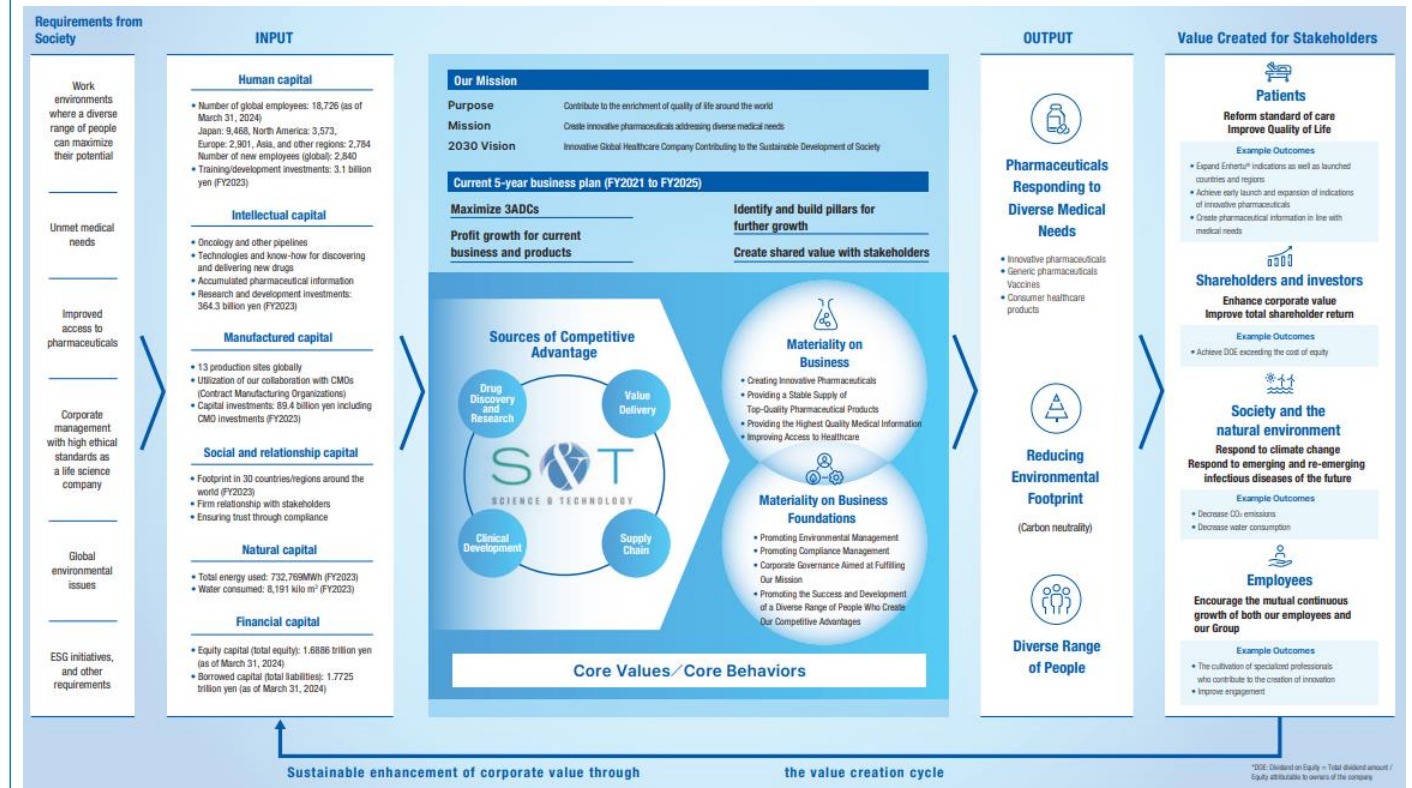 Requirements from
Society
Work
environments
where a diverse
range of people
can maximize
their potential
Unmet medical
needs
Improved
access to
pharmaceuticals
Corporate
management
with high ethical
standards as
a life science
company
Global
environmental
issues
ESG initiatives,
and other
requirements
INPUT
Human capital
• Number of global employees: 18,726 (as of
March 31, 2024)
Japan: 9,468, North America: 3,573,
Europe: 2,901, Asia, and other regions: 2,784
Number of new employees (global): 2,840
• Training/development investments: 3.1 billion
yen (FY2023)
Intellectual capital
• Oncology and other pipelines
• Technologies and know-how for discovering
and delivering new drugs
• Accumulated pharmaceutical information
• Research and development investments:
364.3 billion yen (FY2023)
Manufactured capital
• 13 production sites globally
• Utilization of our collaboration with CMOs
(Contract Manufacturing Organizations)
• Capital investments: 89.4 billion yen including
CMO investments (FY2023)
Social and relationship capital
• Footprint in 30 countries/regions around the
world (FY2023)
• Firm relationship with stakeholders
• Ensuring trust through compliance
Natural capital
• Total energy used: 732,769MWh (FY2023)
• Water consumed: 8,191 kilo m³ (FY2023)
Financial capital
• Equity capital (total equity): 1.6886 trillion yen
(as of March 31, 2024)
• Borrowed capital (total liabilities): 1.7725
trillion yen (as of March 31, 2024)
Our Mission
Purpose Contribute to the enrichment of quality of life around the world
Mission Create innovative pharmaceuticals addressing diverse medical needs
2030 Vision Innovative Global Healthcare Company Contributing to the Sustainable Development of Society
Current 5-year business plan (FY2021 to FY2025)
Maximize 3ADCs
Profit growth for current
business and products
Identify and build pillars for
further growth
Create shared value with stakeholders
Sources of Competitive
Advantage
Drug
Discovery
and
Research
Value
Delivery
S&T
SCIENCE & TECHNOLOGY
Clinical
Development
Supply
Chain
Materiality on
Business
• Creating Innovative Pharmaceuticals
• Providing a Stable Supply of
Top-Quality Pharmaceutical Products
• Providing the Highest Quality Medical Information
• Improving Access to Healthcare
Materiality on Business
Foundations
• Promoting Environmental Management
• Promoting Compliance Management
• Corporate Governance Aimed at Fulfilling
Our Mission
• Promoting the Success and Development
of a Diverse Range of People Who Create
Our Competitive Advantages
Core Values/Core Behaviors
OUTPUT
Pharmaceuticals
Responding to
Diverse Medical
Needs
• Innovative pharmaceuticals
• Generic pharmaceuticals
Vaccines
• Consumer healthcare
products
Reducing
Environmental
Footprint
(Carbon neutrality)
Diverse Range
of People
Value Created for Stakeholders
Patients
Reform standard of care
Improve Quality of Life
Example Outcomes
• Expand Enhertu® indications as well as launched
countries and regions
• Achieve early launch and expansion of indications
of innovative pharmaceuticals
• Create pharmaceutical information in line with
medical needs
Shareholders and investors
Enhance corporate value
Improve total shareholder return
Example Outcomes
• Achieve DOE exceeding the cost of equity
Society and the
natural environment
Respond to climate change
Respond to emerging and re-emerging
infectious diseases of the future
Example Outcomes
• Decrease CO₂ emissions
• Decrease water consumption
Employees
Encourage the mutual continuous
growth of both our employees and
our Group
Example Outcomes
• The cultivation of specialized professionals
who contribute to the creation of innovation
• Improve engagement
Sustainable enhancement of corporate value through the value creation cycle
*DOE: Dividend on Equity = Total dividend amount /
Equity attributable to owners of the company